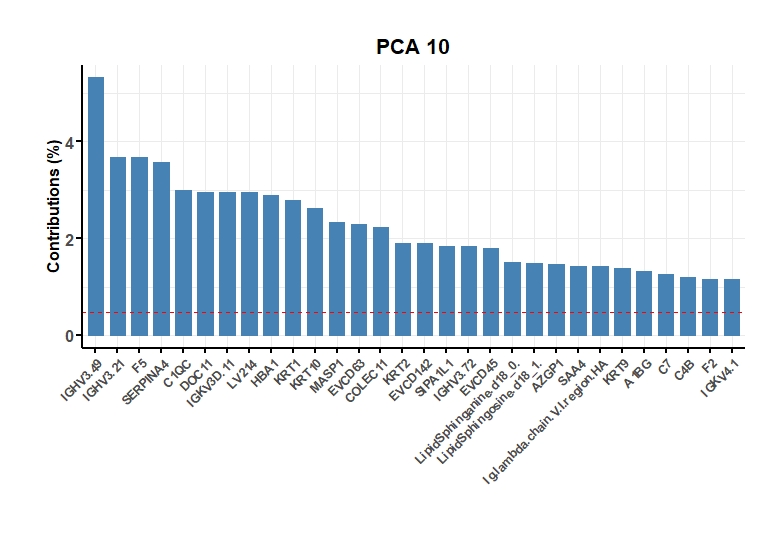 PCA 10
Contributions (%)
4
2
0
IGHV3.49
IGHV3.21
F5
SERPINA4
C1QC
DOC11
IGKV3D.11
LV214
HBA1
KRT1
KRT10
MASP1
EVCD63
COLEC11
KRT2
EVCD142
SIPA1L1
IGHV3.72
EVCD45
LipidSphinganine.d18_0.
LipidSphingosine.d18_1.
AZGP1
SAA4
Ig.lambda.chain.V.I.region.HA
KRT9
A1BG
C7
C4B
F2
IGKV4.1